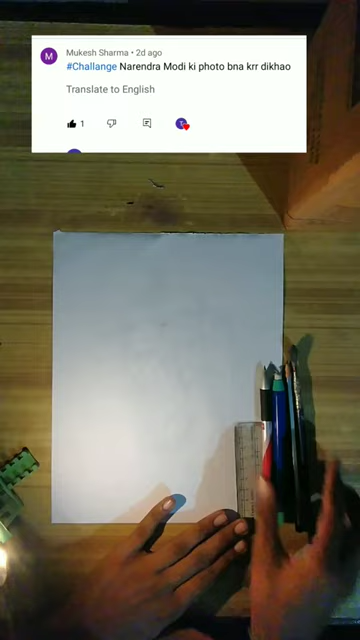 M
Mukesh Sharma • 2d ago
#Challange Narendra Modi ki photo bna krr dikhao
Translate to English
1